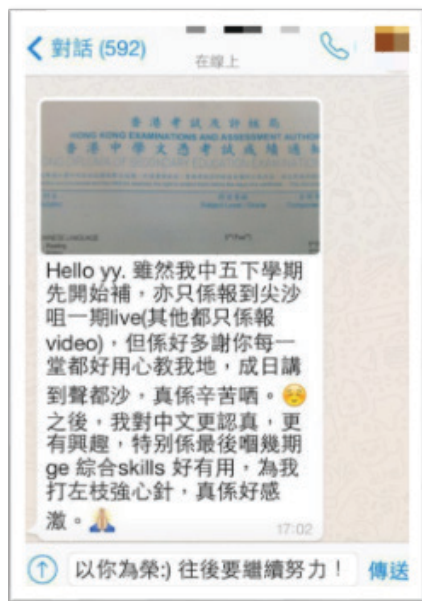 對話 (592)
在線上
香港考試及評核局
HONG KONG EXAMINATIONS AND ASSESSMENT AUTHOR
香港中學文憑考試成績通知
Hello yy. 雖然我中五下學期
先開始補，亦只係報到尖沙
咀一期live(其他都只係報
video)，但係好多謝你每一
堂都好用心教我地，成日講
到聲都沙，真係辛苦哂。☺️
之後，我對中文更認真，更
有興趣，特別係最後嗰幾期
ge 綜合skills 好有用，為我
打左枝強心針，真係好感
激。🙏
17:02
以你為榮:) 往後要繼續努力！
傳送